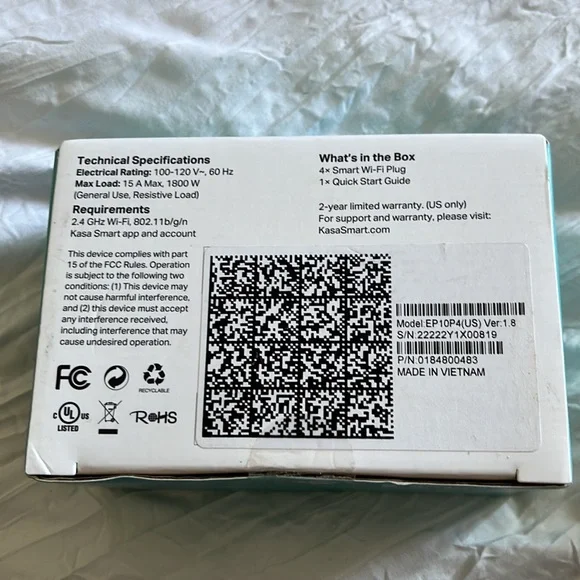 Technical Specifications
Electrical Rating: 100-120 V~, 60 Hz
Max Load: 15 A Max, 1800 W
(General Use, Resistive Load)
Requirements
2.4 GHz Wi-Fi, 802.11b/g/n
Kasa Smart app and account
This device complies with part
15 of the FCC Rules. Operation
is subject to the following two
conditions: (1) This device may
not cause harmful interference,
and (2) this device must accept
any interference received,
including interference that may
cause undesired operation.
FC
RECYCLABLE
C UL US
LISTED
RoHS
What's in the Box
4× Smart Wi-Fi Plug
1× Quick Start Guide
2-year limited warranty. (US only)
For support and warranty, please visit:
KasaSmart.com
Model:EP10P4(US) Ver:1.8
S/N:22222Y1X00819
P/N:0184800483
MADE IN VIETNAM